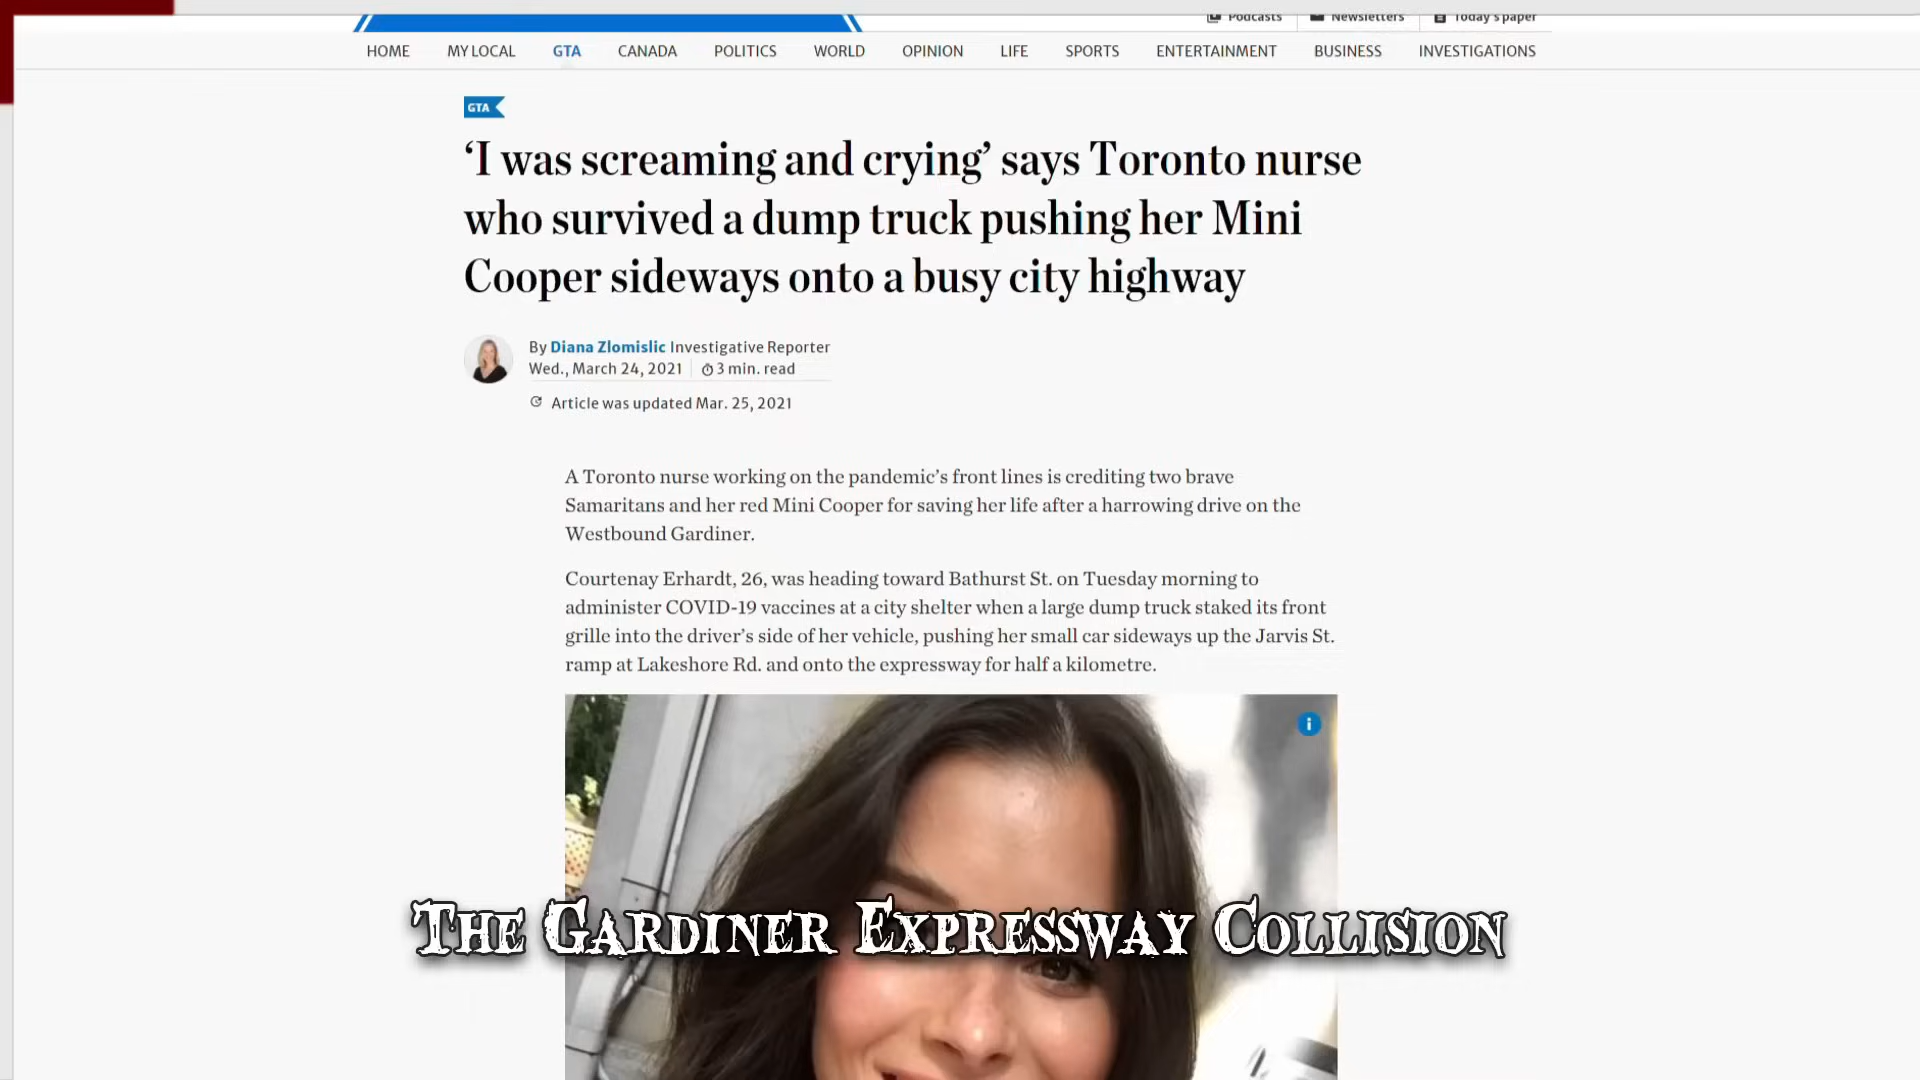 Podcasts Newsletters Today's paper
HOME MY LOCAL GTA CANADA POLITICS WORLD OPINION LIFE SPORTS ENTERTAINMENT BUSINESS INVESTIGATIONS
GTA
‘I was screaming and crying’ says Toronto nurse
who survived a dump truck pushing her Mini
Cooper sideways onto a busy city highway
By Diana Zlomislic Investigative Reporter
Wed., March 24, 2021 3 min. read
Article was updated Mar. 25, 2021
A Toronto nurse working on the pandemic’s front lines is crediting two brave
Samaritans and her red Mini Cooper for saving her life after a harrowing drive on the
Westbound Gardiner.
Courtenay Erhardt, 26, was heading toward Bathurst St. on Tuesday morning to
administer COVID-19 vaccines at a city shelter when a large dump truck staked its front
grille into the driver’s side of her vehicle, pushing her small car sideways up the Jarvis St.
ramp at Lakeshore Rd. and onto the expressway for half a kilometre.
i
The Gardiner Expressway Collision